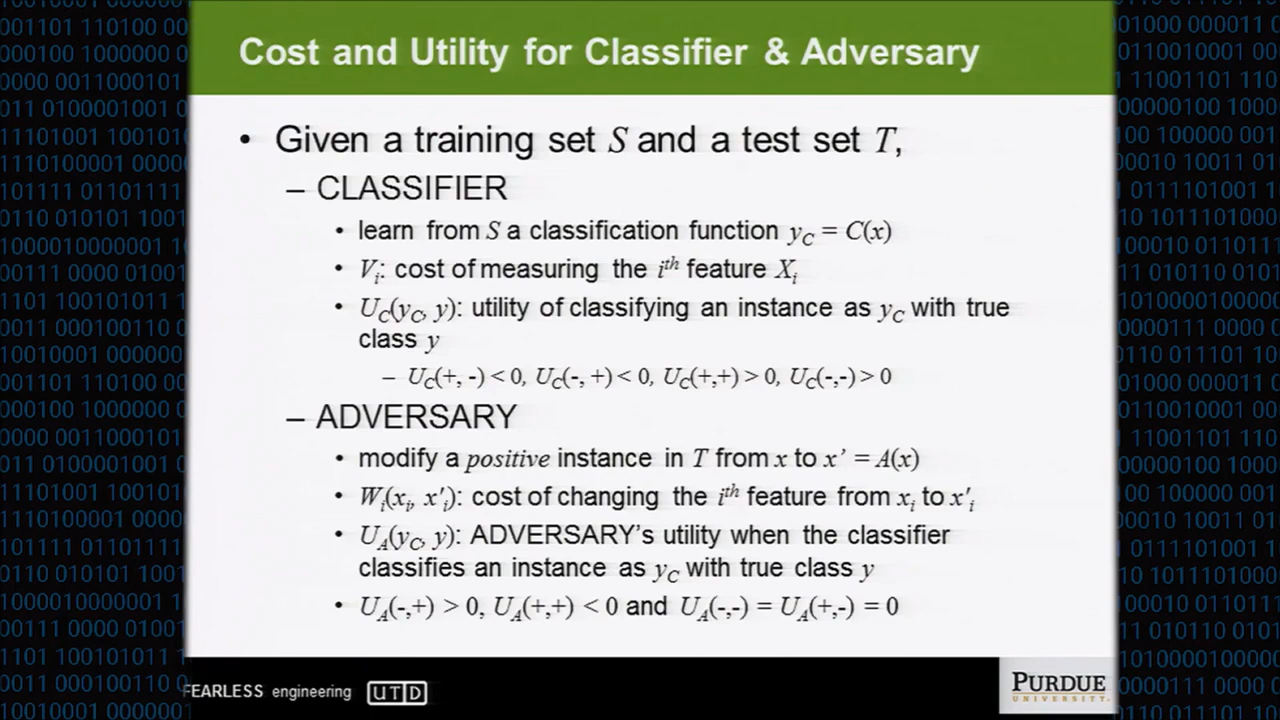 Cost and Utility for Classifier & Adversary
• Given a training set S and a test set T,
– CLASSIFIER
• learn from S a classification function y_C = C(x)
• V_i: cost of measuring the i^th feature X_i
• U_C(y_C, y): utility of classifying an instance as y_C with true
class y
– U_C(+, -) < 0, U_C(-, +) < 0, U_C(+,+) > 0, U_C(-,-) > 0
– ADVERSARY
• modify a positive instance in T from x to x' = A(x)
• W_i(x_i, x'_i): cost of changing the i^th feature from x_i to x'_i
• U_A(y_C, y): ADVERSARY's utility when the classifier
classifies an instance as y_C with true class y
• U_A(-,+) > 0, U_A(+,+) < 0 and U_A(-,-) = U_A(+,-) = 0
FEARLESS engineering UTD
PURDUE
UNIVERSITY